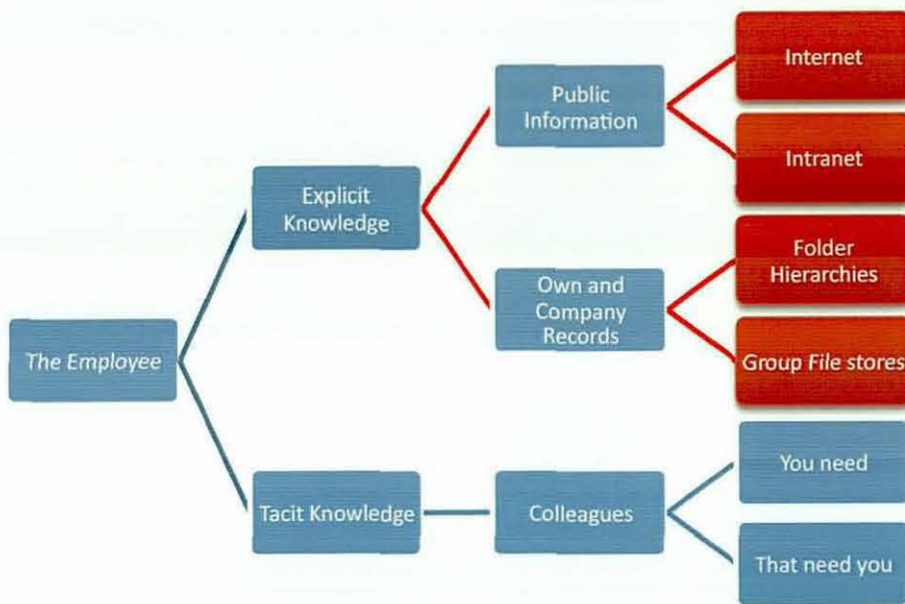 Internet
Public
Information
Intranet
Explicit
Knowledge
Folder
Hierarchies
Own and
Company
Records
The Employee
Group File stores
You need
Tacit Knowledge
Colleagues
That need you